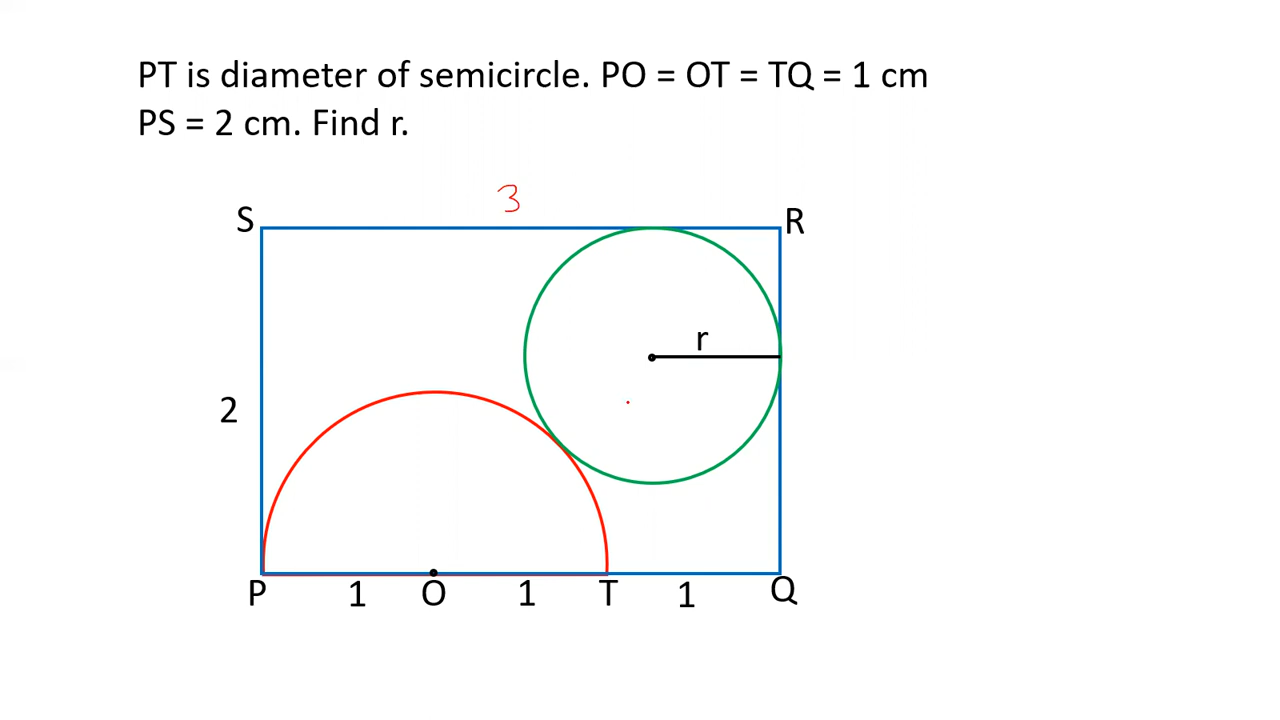 PT is diameter of semicircle. PO = OT = TQ = 1 cm
PS = 2 cm. Find r.
3
S R
r
2
P 1 O 1 T 1 Q